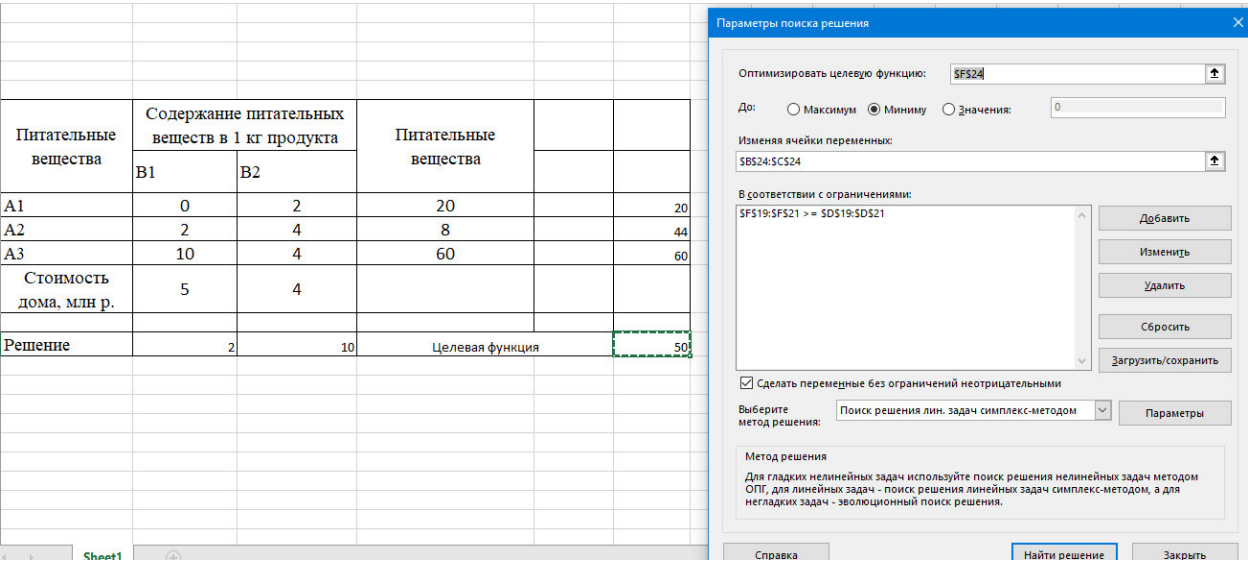 Питательные
вещества
Содержание питательных
веществ в 1 кг продукта
Питательные
вещества
B1 B2
A1 0 2 20 20
A2 2 4 8 44
A3 10 4 60 60
Стоимость
дома, млн р.
5 4
Решение 2 10 Целевая функция 50
Sheet1
Параметры поиска решения
Оптимизировать целевую функцию: $F$24
До: Максимум Миниму Значения: 0
Изменяя ячейки переменных:
$B$24:$C$24
В соответствии с ограничениями:
$F$19:$F$21 >= $D$19:$D$21
Добавить
Изменить
Удалить
Сбросить
Загрузить/сохранить
Сделать переменные без ограничений неотрицательными
Выберите
метод решения:
Поиск решения лин. задач симплекс-методом
Параметры
Метод решения
Для гладких нелинейных задач используйте поиск решения нелинейных задач методом
ОПГ, для линейных задач - поиск решения линейных задач симплекс-методом, а для
негладких задач - эволюционный поиск решения.
Справка Найти решение Закрыть